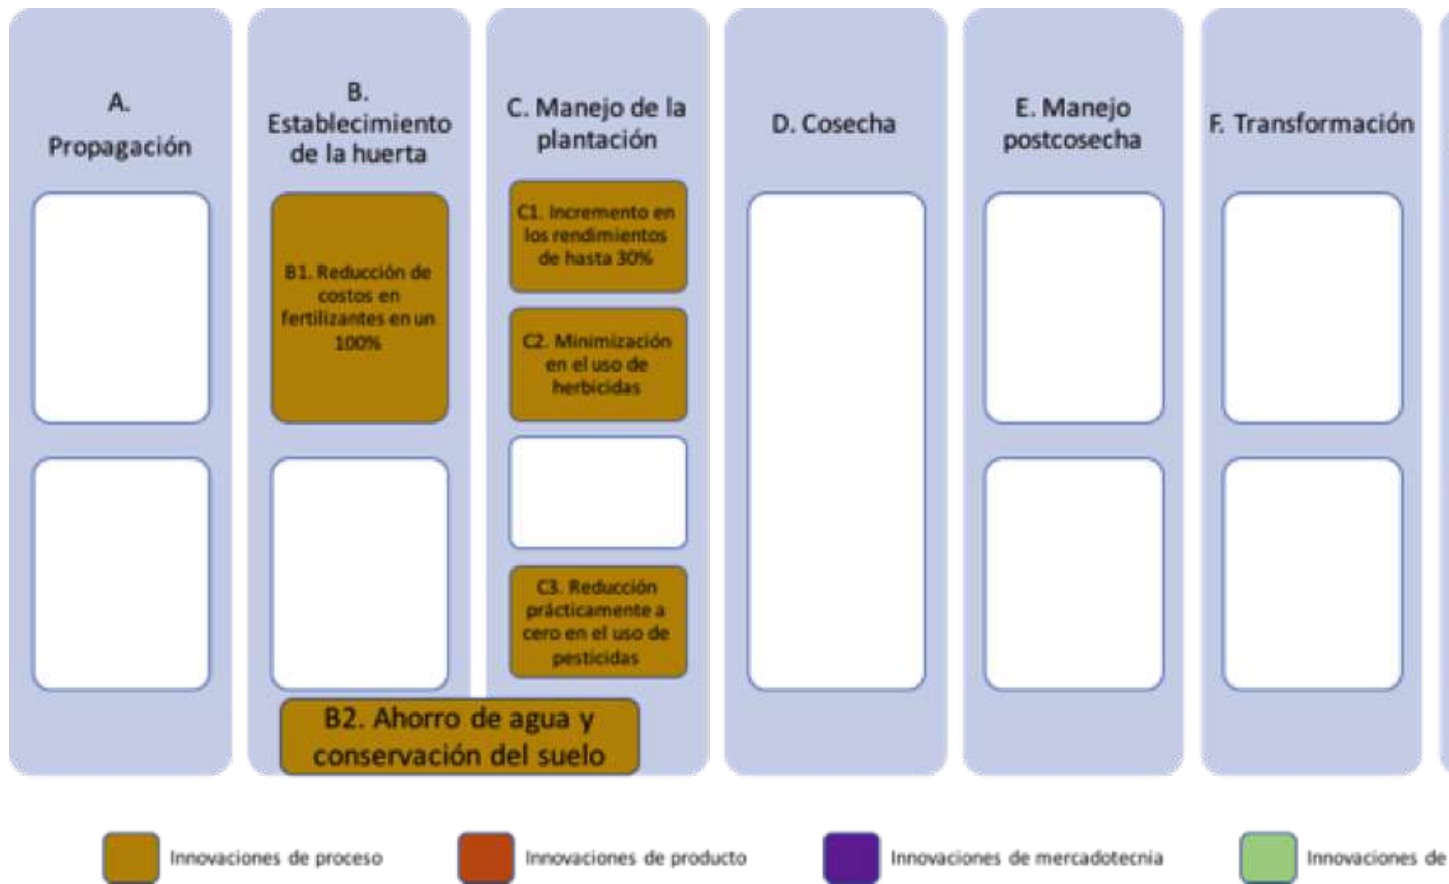 A.
Propagación
B.
Establecimiento
de la huerta
B1. Reducción de
costos en
fertilizantes en un
100%
C. Manejo de la
plantación
C1. Incremento en
los rendimientos
de hasta 30%
C2. Minimización
en el uso de
herbicidas
C3. Reducción
prácticamente a
cero en el uso de
pesticidas
B2. Ahorro de agua y
conservación del suelo
D. Cosecha
E. Manejo
postcosecha
F. Transformación
Innovaciones de proceso
Innovaciones de producto
Innovaciones de mercadotecnia
Innovaciones de